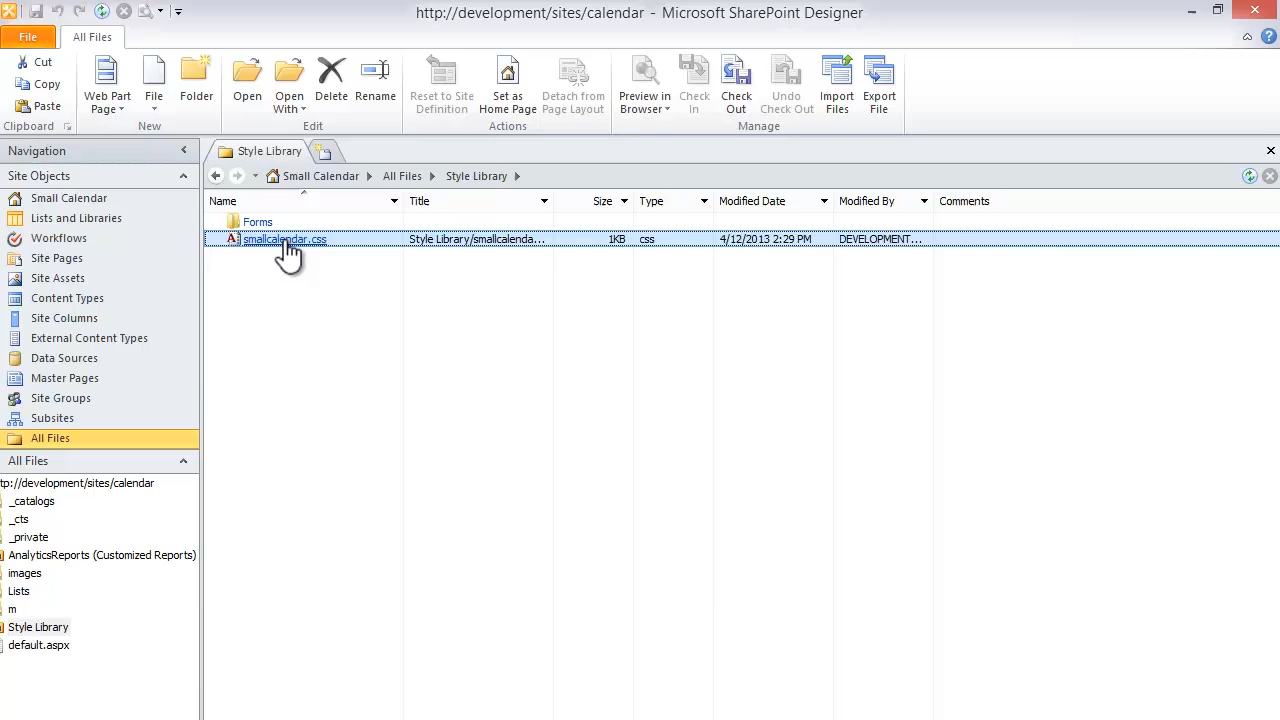 http://development/sites/calendar - Microsoft SharePoint Designer
File All Files
Cut
Copy
Paste
Clipboard
Web Part Page
File
Folder
New
Open
Open With
Delete
Rename
Edit
Reset to Site Definition
Set as Home Page
Detach from Page Layout
Actions
Preview in Browser
Check In
Check Out
Undo Check Out
Import Files
Export File
Manage
Navigation
Site Objects
Small Calendar
Lists and Libraries
Workflows
Site Pages
Site Assets
Content Types
Site Columns
External Content Types
Data Sources
Master Pages
Site Groups
Subsites
All Files
All Files
tp://development/sites/calendar
_catalogs
_cts
_private
AnalyticsReports (Customized Reports)
images
Lists
m
Style Library
default.aspx
Style Library
Small Calendar All Files Style Library
Name Title Size Type Modified Date Modified By Comments
Forms
smallcalendar.css Style Library/smallcalenda... 1KB css 4/12/2013 2:29 PM DEVELOPMENT...